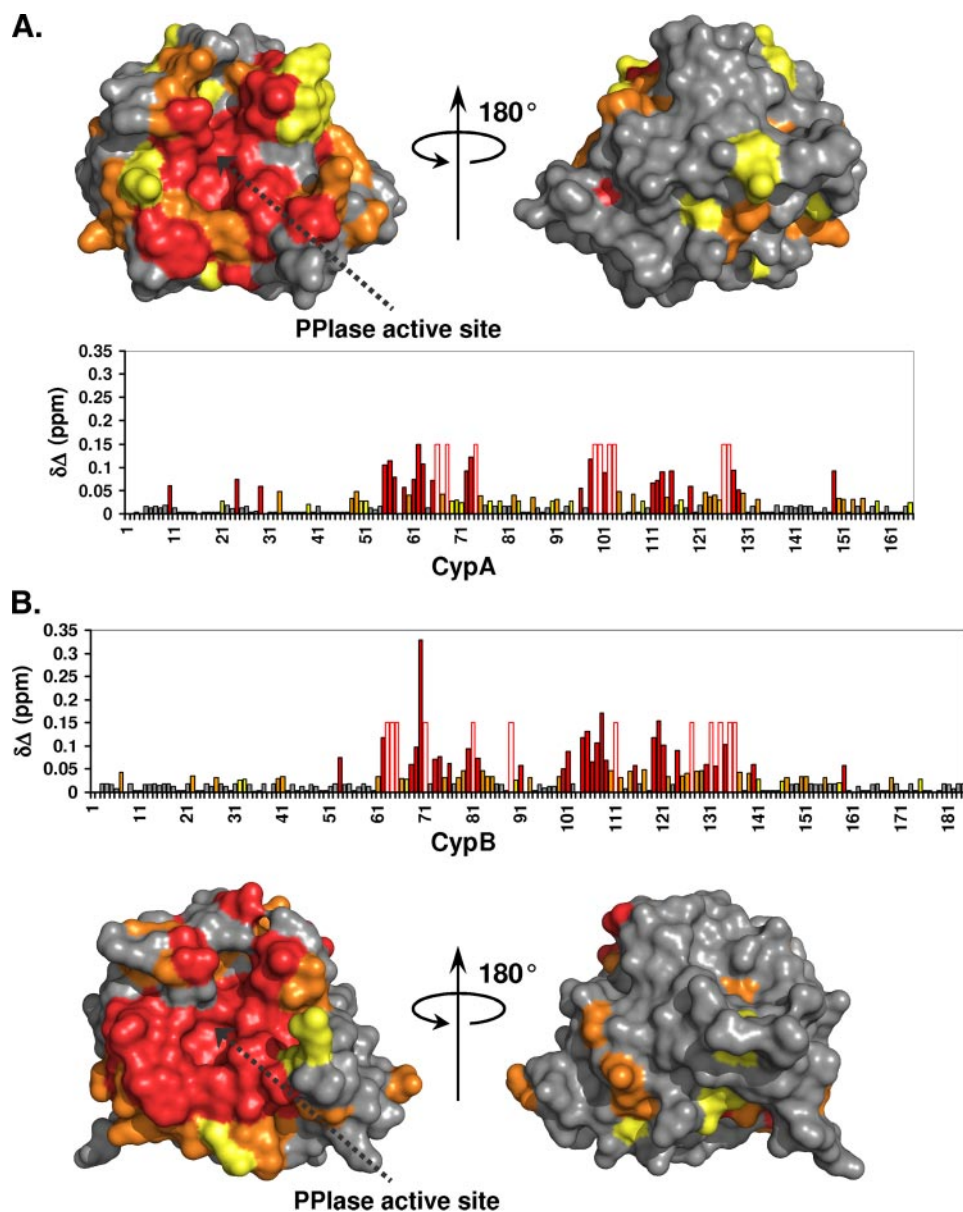 A.
180°
PPIase active site
0.35
0.3
0.25
0.2
0.15
0.1
0.05
0
δΔ (ppm)
1 11 21 31 41 51 61 71 81 91 101 111 121 131 141 151 161
CypA
B.
0.35
0.3
0.25
0.2
0.15
0.1
0.05
0
δΔ (ppm)
1 11 21 31 41 51 61 71 81 91 101 111 121 131 141 151 161 171 181
CypB
180°
PPIase active site